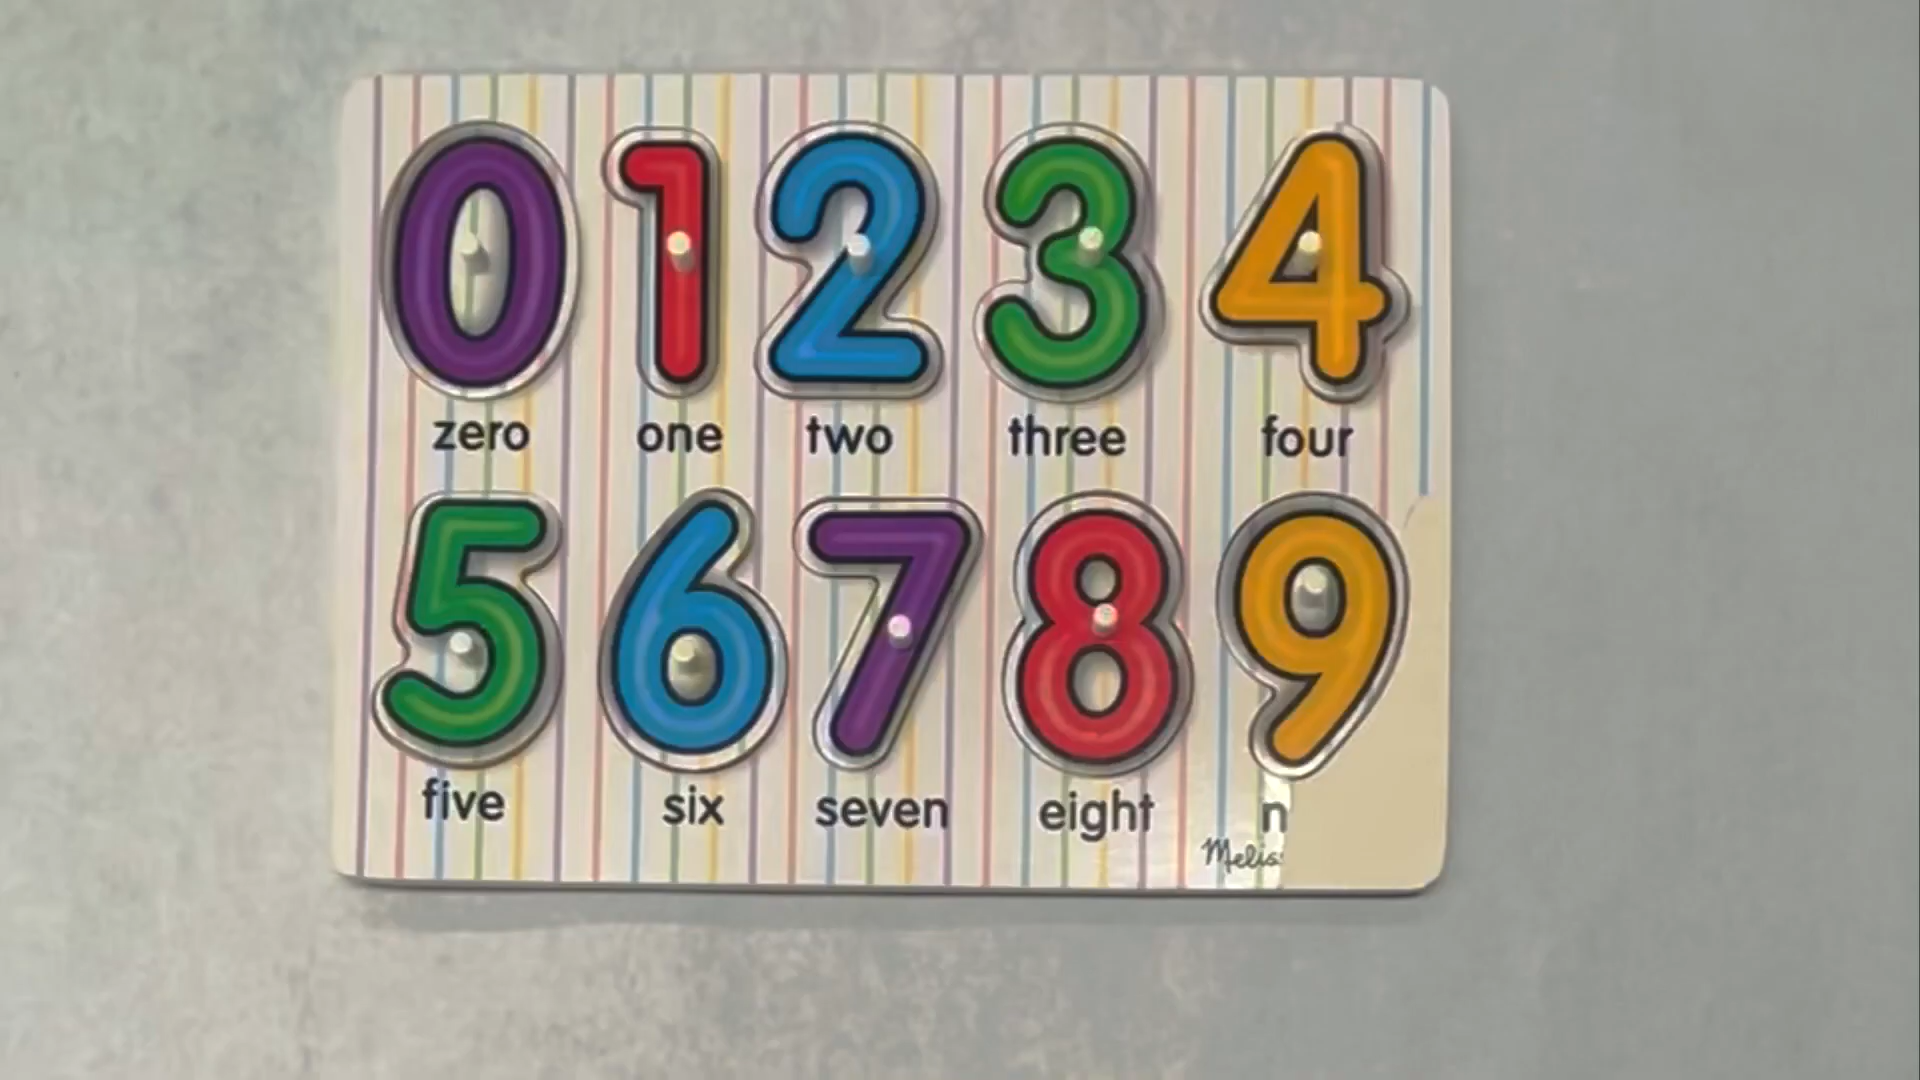 0 1 2 3 4
zero one two three four
5 6 7 8 9
five six seven eight n
Melis